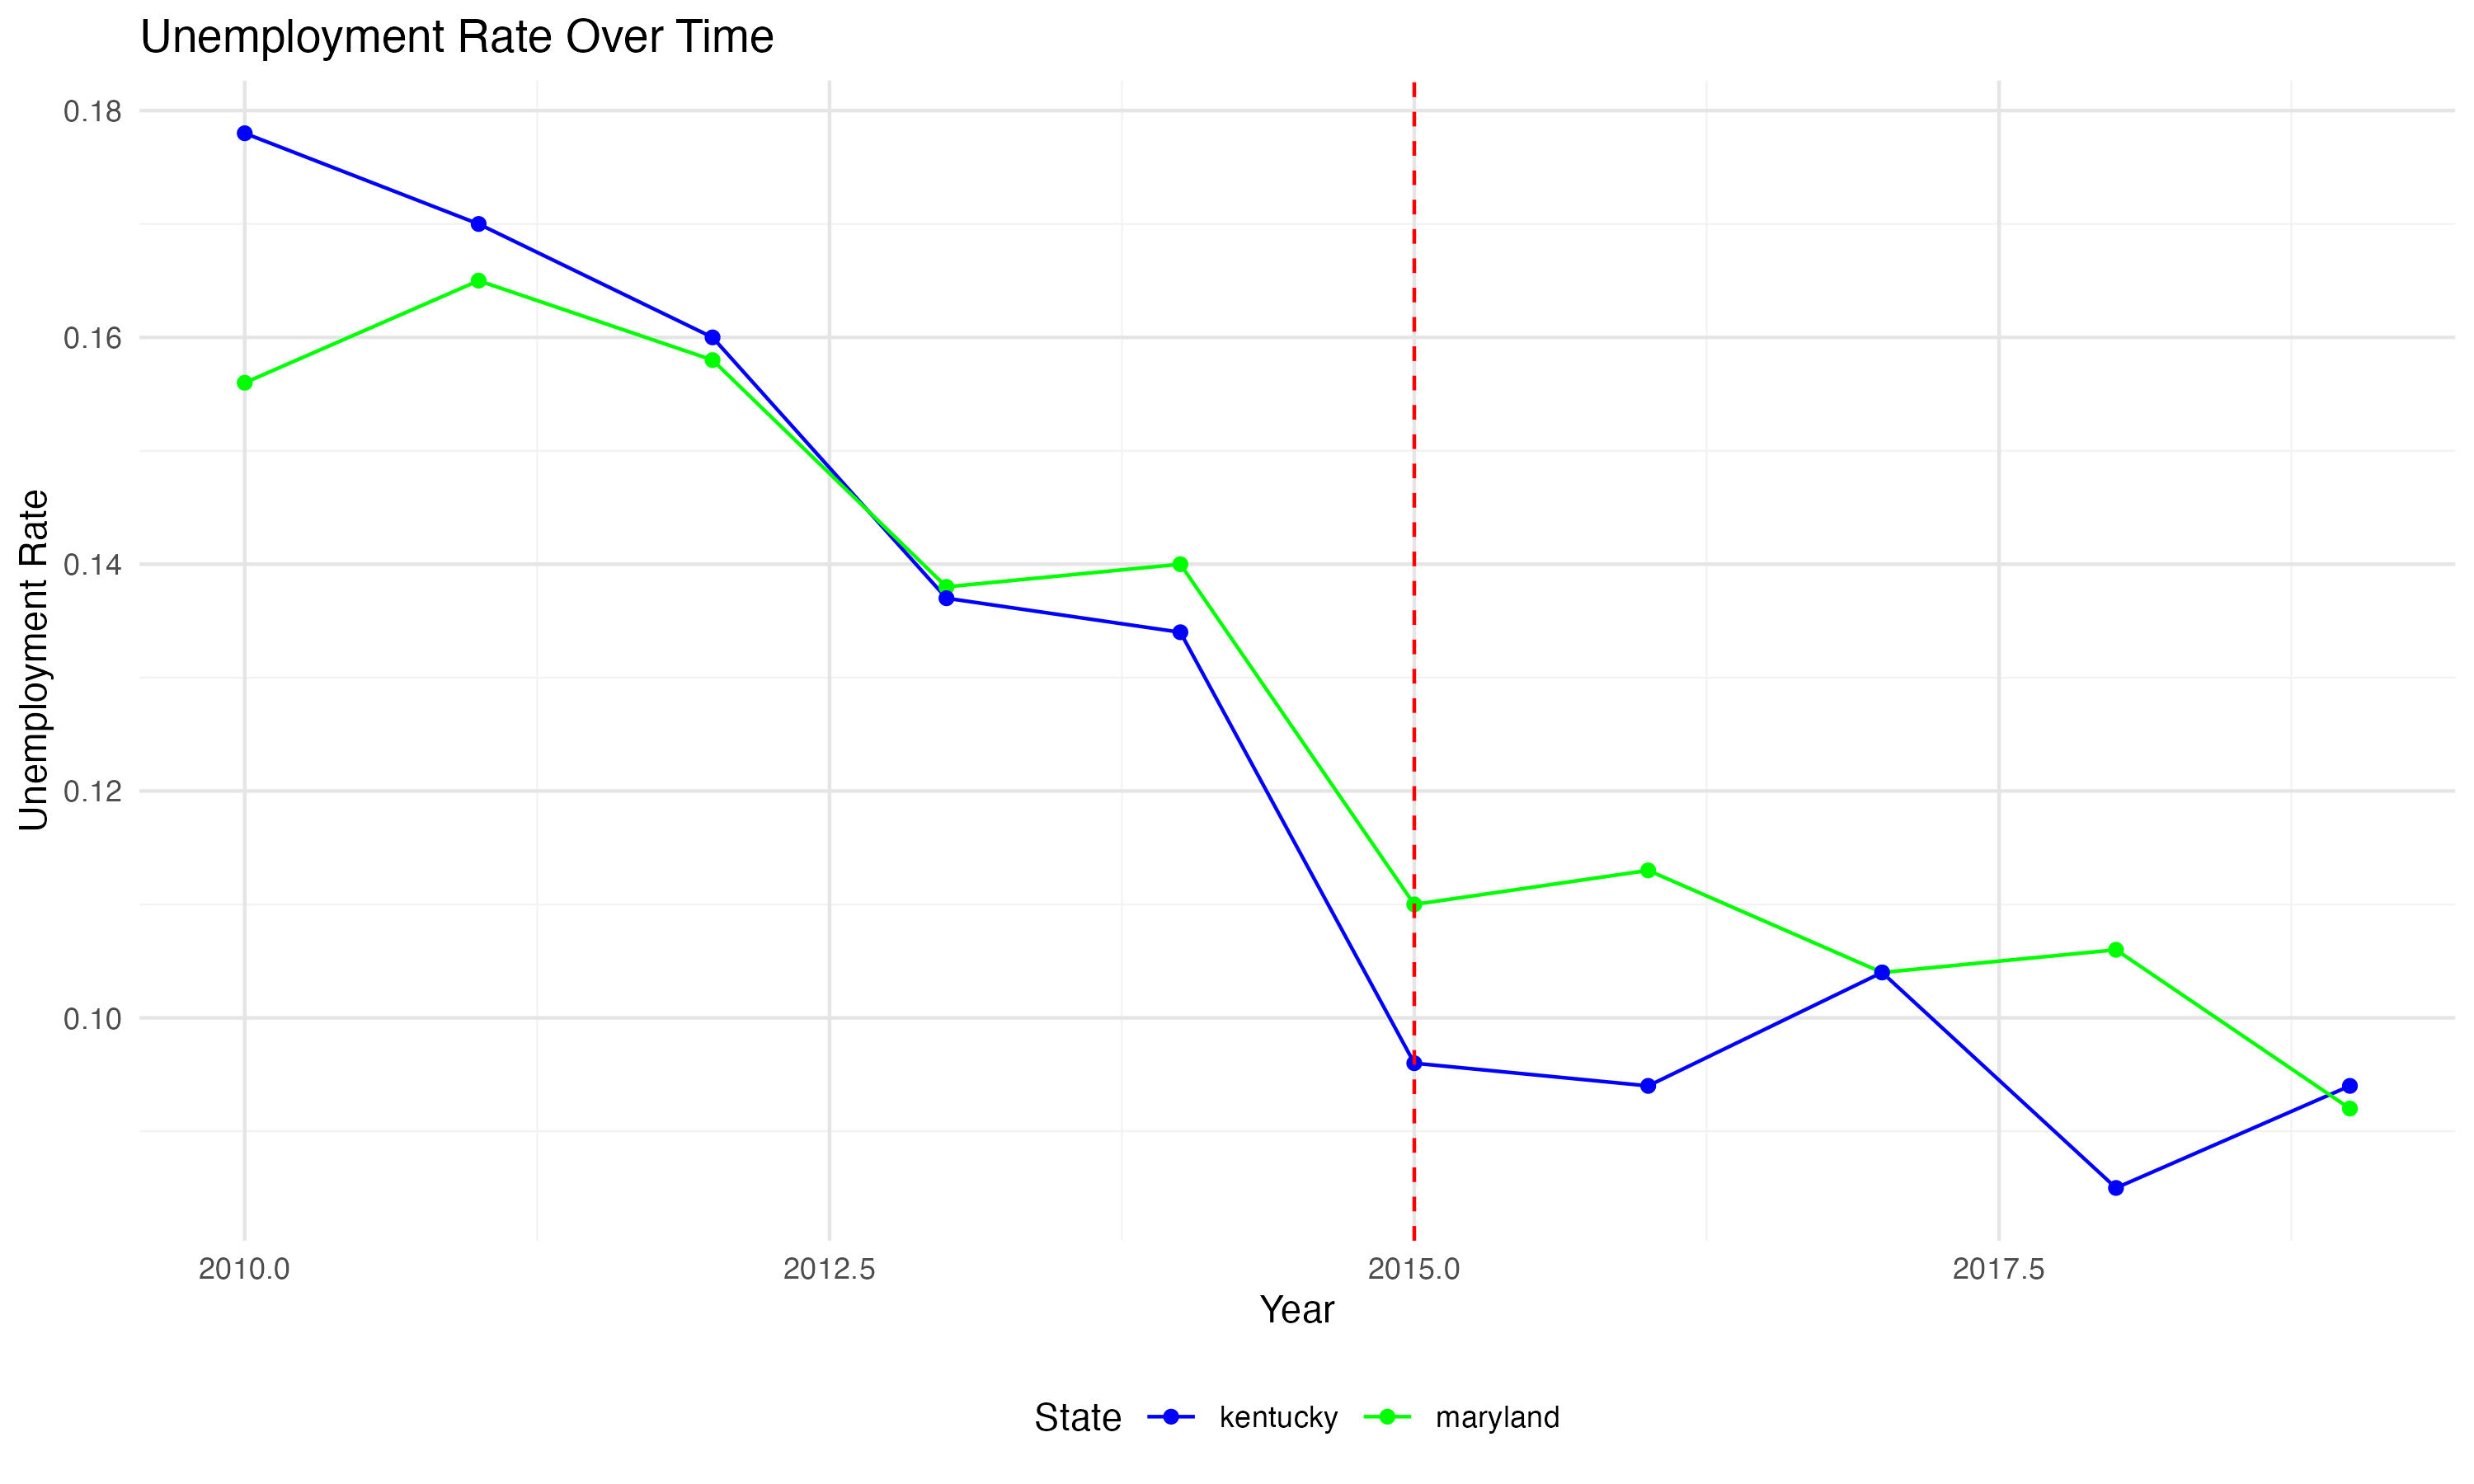 Unemployment Rate Over Time
Unemployment Rate
0.18
0.16
0.14
0.12
0.10
2010.0 2012.5 2015.0 2017.5
Year
State kentucky maryland